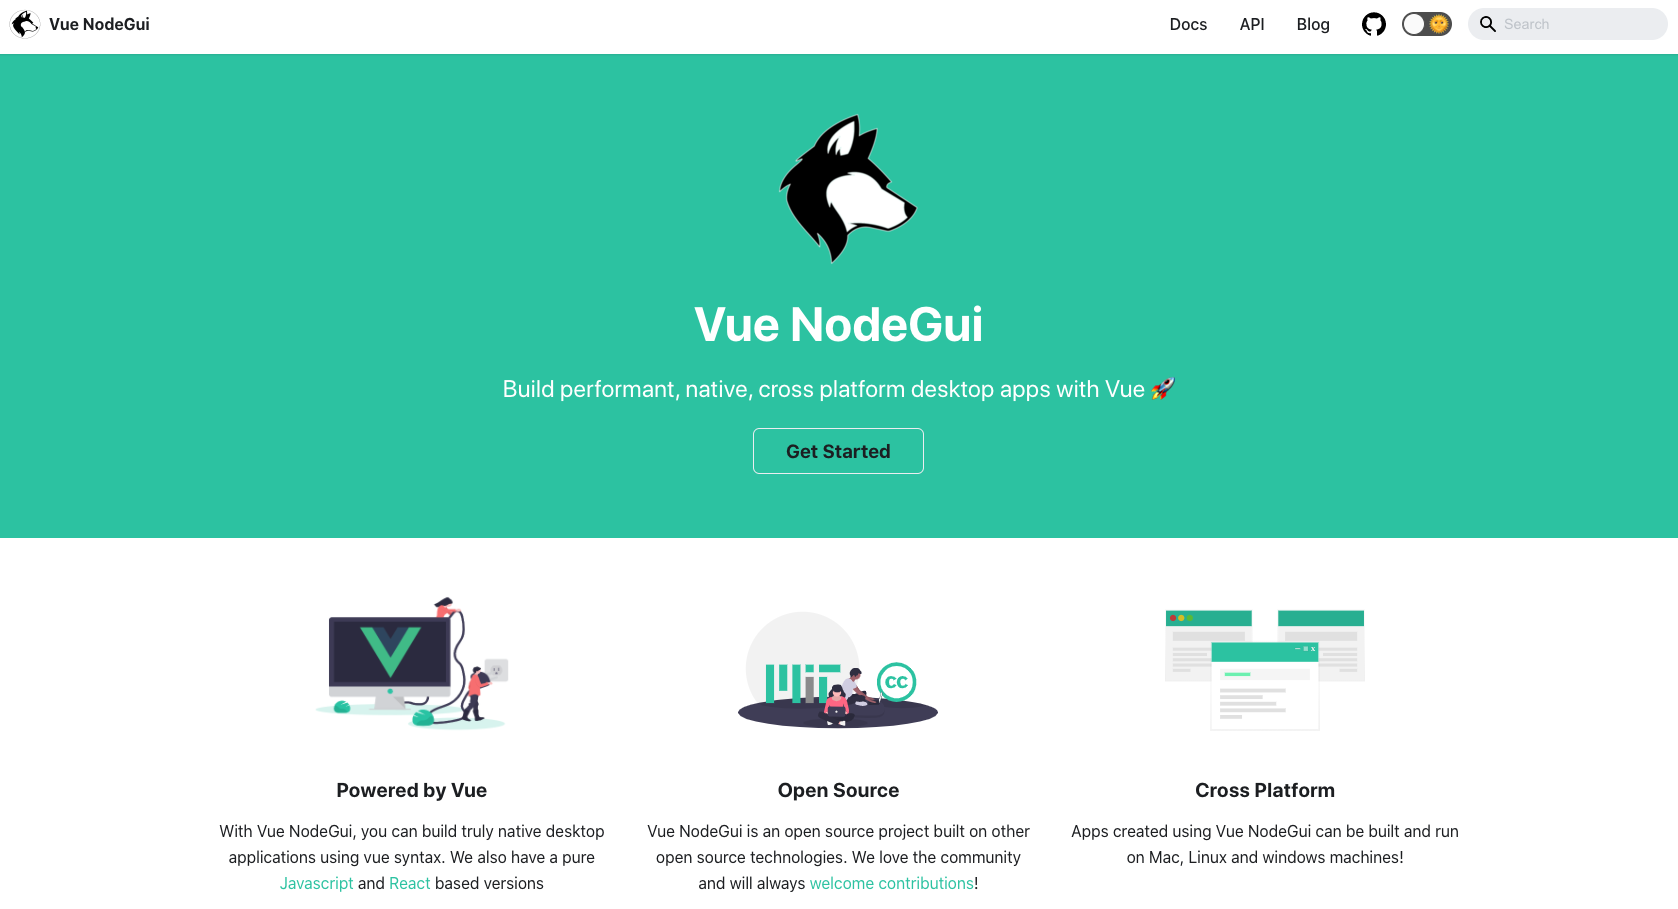 Vue NodeGui
Docs
API
Blog
Search
Vue NodeGui
Build performant, native, cross platform desktop apps with Vue 🚀
Get Started
MIT
cc
Powered by Vue
With Vue NodeGui, you can build truly native desktop
applications using vue syntax. We also have a pure
Javascript and React based versions
Open Source
Vue NodeGui is an open source project built on other
open source technologies. We love the community
and will always welcome contributions!
Cross Platform
Apps created using Vue NodeGui can be built and run
on Mac, Linux and windows machines!